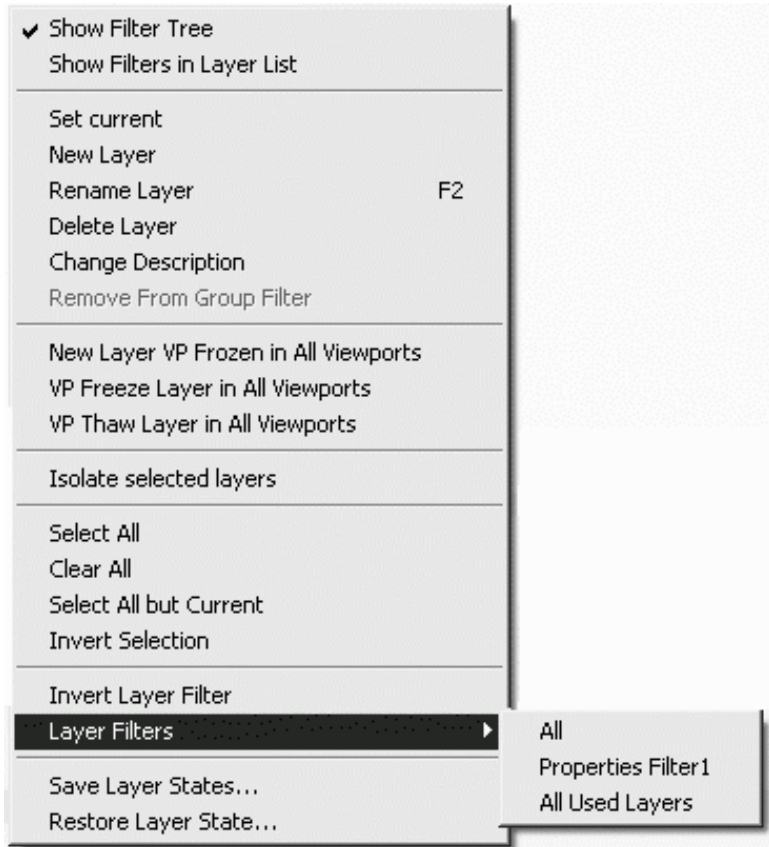 Show Filter Tree
Show Filters in Layer List
Set current
New Layer
Rename Layer F2
Delete Layer
Change Description
Remove From Group Filter
New Layer VP Frozen in All Viewports
VP Freeze Layer in All Viewports
VP Thaw Layer in All Viewports
Isolate selected layers
Select All
Clear All
Select All but Current
Invert Selection
Invert Layer Filter
Layer Filters
All
Properties Filter1
All Used Layers
Save Layer States...
Restore Layer State...